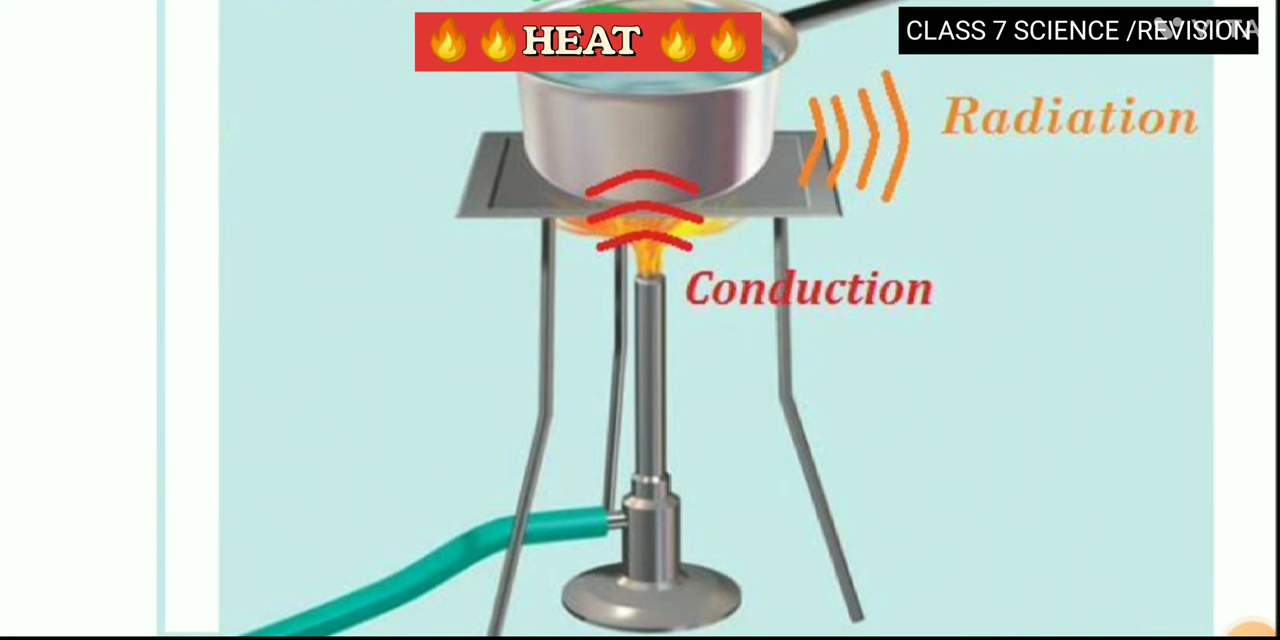 🔥🔥HEAT 🔥🔥
CLASS 7 SCIENCE /REVISION
Radiation
Conduction